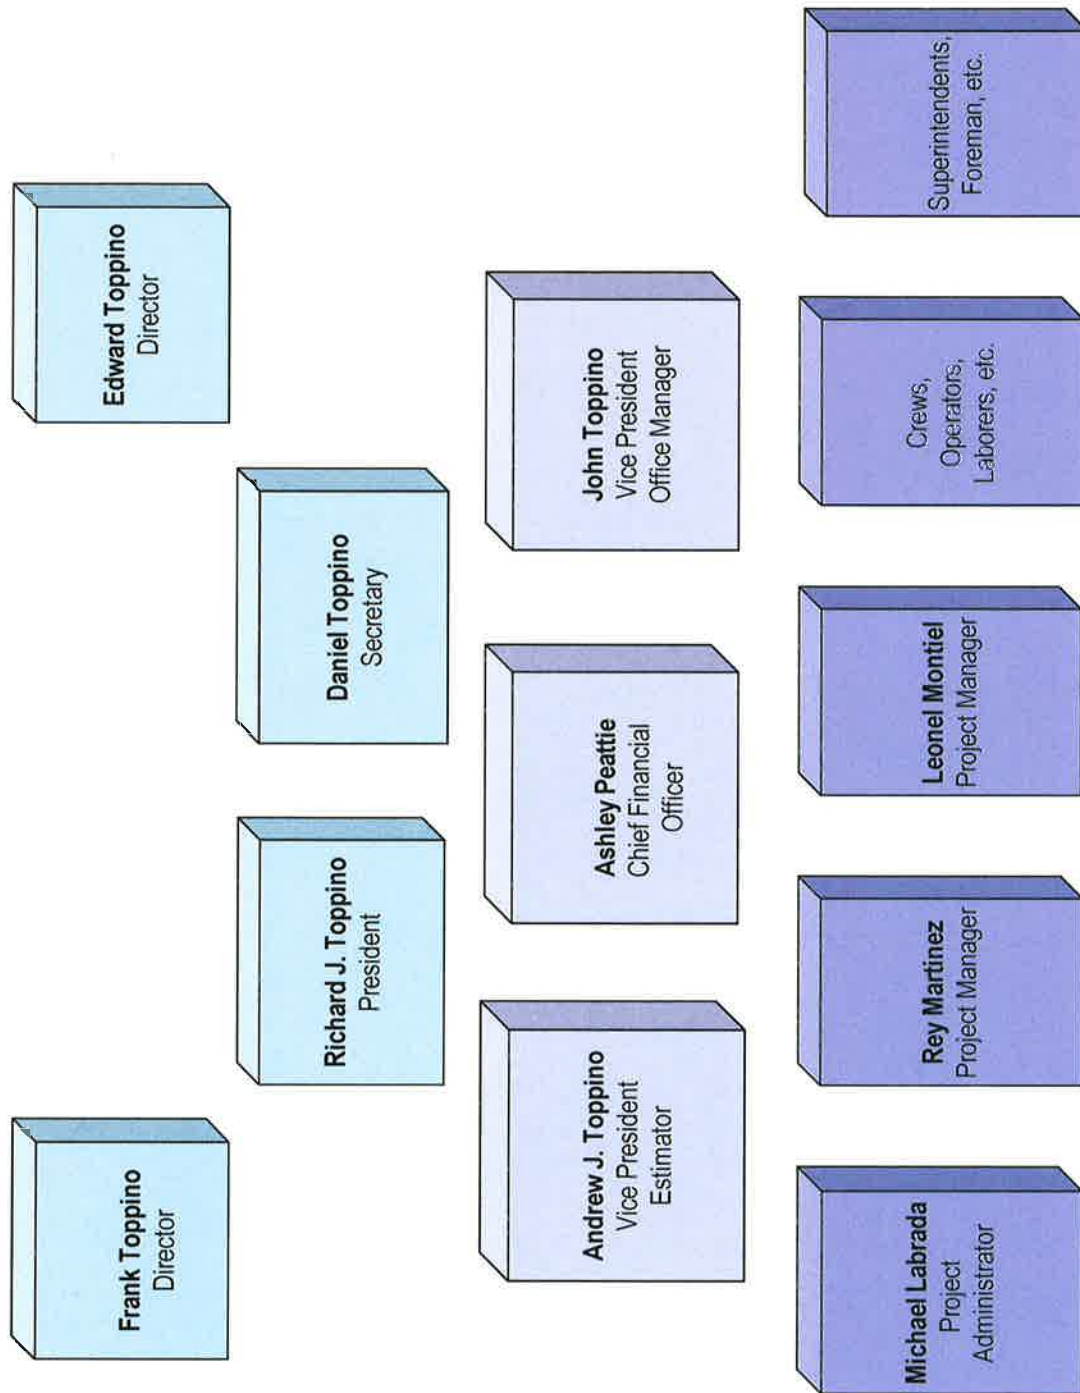 Frank Toppino
Director
Edward Toppino
Director
Richard J. Toppino
President
Daniel Toppino
Secretary
Andrew J. Toppino
Vice President
Estimator
Ashley Peattie
Chief Financial
Officer
John Toppino
Vice President
Office Manager
Michael Labrada
Project
Administrator
Rey Martinez
Project Manager
Leonel Montiel
Project Manager
Crews,
Operators,
Laborers, etc.
Superintendents,
Foreman, etc.